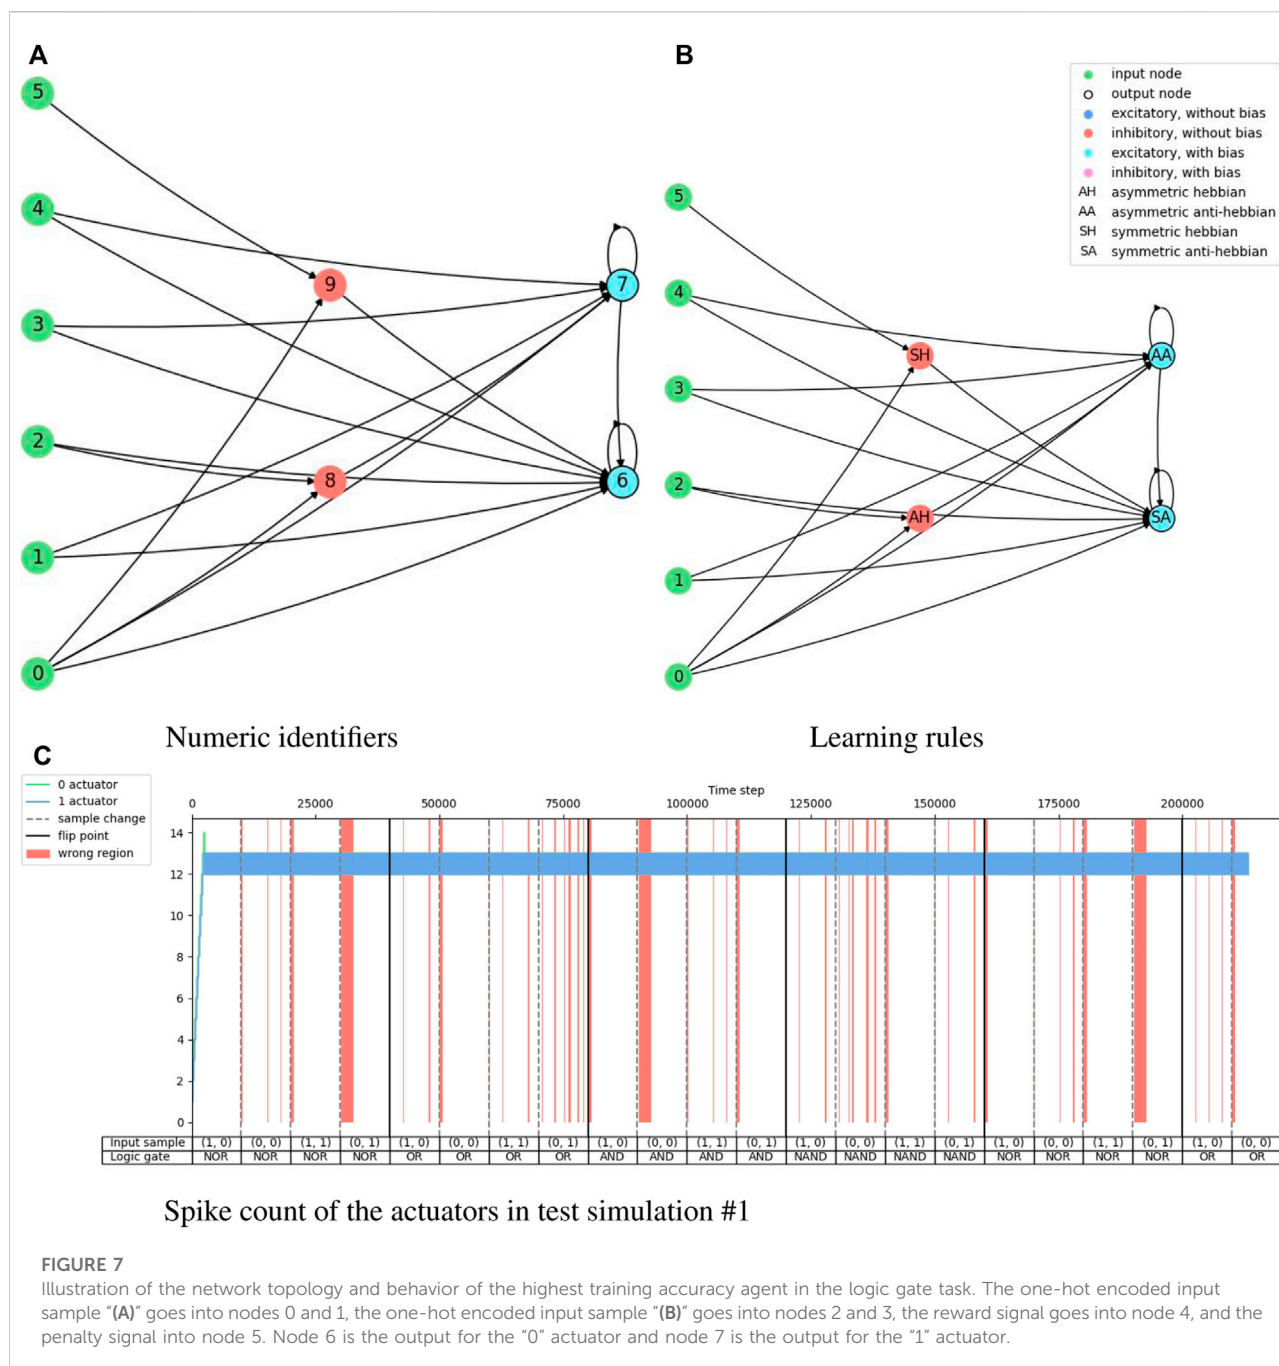 A
B
5
4
3
2
1
0
9
8
7
6
5
4
3
2
1
0
SH
AH
AA
SA
input node
output node
excitatory, without bias
inhibitory, without bias
excitatory, with bias
inhibitory, with bias
AH asymmetric hebbian
AA asymmetric anti-hebbian
SH symmetric hebbian
SA symmetric anti-hebbian
Numeric identifiers
Learning rules
C
0 actuator
1 actuator
sample change
flip point
wrong region
Time step
0 25000 50000 75000 100000 125000 150000 175000 200000
14
12
10
8
6
4
2
0
Input sample (1, 0) (0, 0) (1, 1) (0, 1) (1, 0) (0, 0) (1, 1) (0, 1) (1, 0) (0, 0) (1, 1) (0, 1) (1, 0) (0, 0) (1, 1) (0, 1) (1, 0) (0, 0) (1, 1) (0, 1) (1, 0) (0, 0)
Logic gate NOR NOR NOR NOR OR OR OR OR AND AND AND AND NAND NAND NAND NAND NOR NOR NOR NOR OR OR
Spike count of the actuators in test simulation #1
FIGURE 7
Illustration of the network topology and behavior of the highest training accuracy agent in the logic gate task. The one-hot encoded input
sample "(A)" goes into nodes 0 and 1, the one-hot encoded input sample "(B)" goes into nodes 2 and 3, the reward signal goes into node 4, and the
penalty signal into node 5. Node 6 is the output for the "0" actuator and node 7 is the output for the "1" actuator.